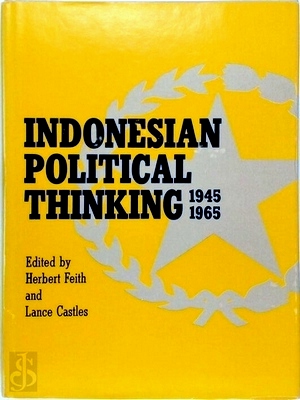 INDONESIAN
POLITICAL
THINKING 1945
1965
Edited by
Herbert Feith
and
Lance Castles